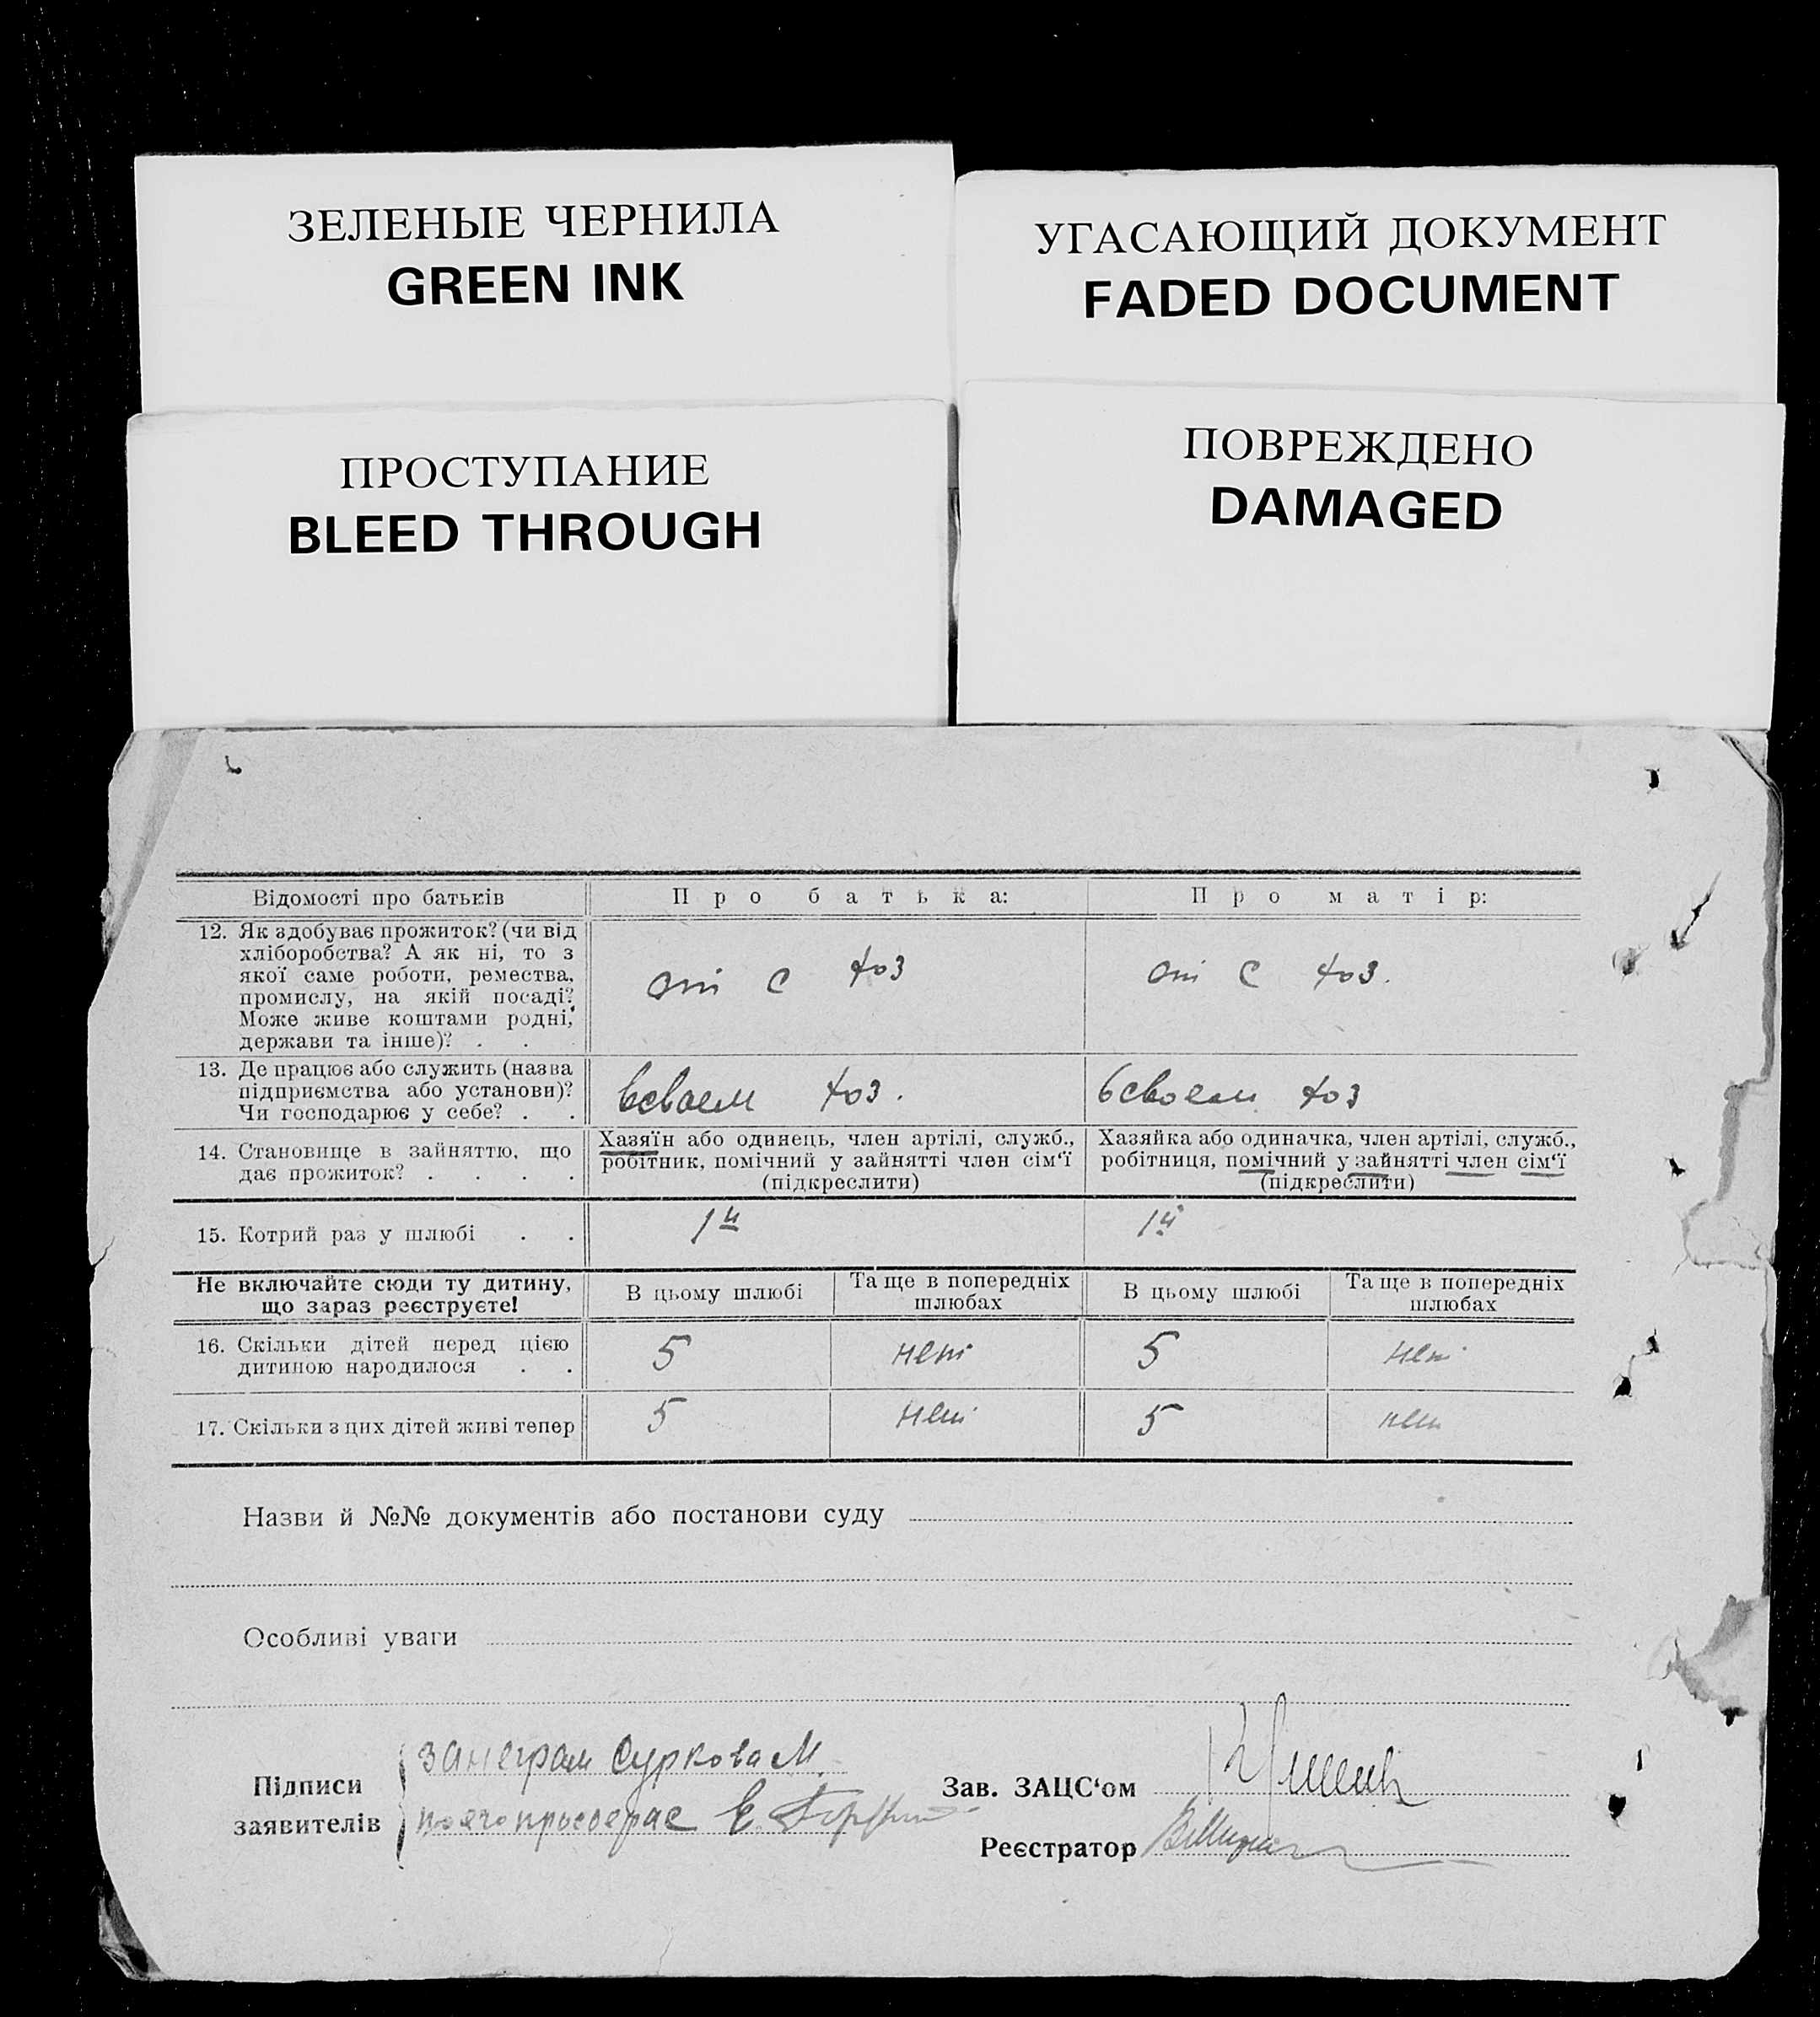 ЗЕЛЕНЫЕ ЧЕРНИЛА
GREEN INK
УГАСАЮЩИЙ ДОКУМЕНТ
FADED DOCUMENT
ПРОСТУПАНИЕ
BLEED THROUGH
ПОВРЕЖДЕНО
DAMAGED
Відомості про батьків
Про батька:
Про матір:
12. Як здобуває прожиток? (чи від
хліборобства? А як ні, то з
якої саме роботи, ремества,
промислу, на якій посаді?
Може живе коштами родні,
держави та інше)? . .
от с хоз
от с хоз.
13. Де працює або служить (назва
підприємства або установи)?
Чи господарює у себе? . .
в своем хоз.
в своем хоз
14. Становище в зайняттю, що
дає прожиток? . . . .
Хазяїн або одинець, член артілі, служб.,
робітник, помічний у зайнятті член сім'ї
(підкреслити)
Хазяйка або одиначка, член артілі, служб.,
робітниця, помічний у зайнятті член сім'ї
(підкреслити)
15. Котрий раз у шлюбі . .
1й
1й
Не включайте сюди ту дитину,
що зараз реєструєте!
В цьому шлюбі
Та ще в попередніх
шлюбах
В цьому шлюбі
Та ще в попередніх
шлюбах
16. Скільки дітей перед цією
дитиною народилося . .
5
нет
5
нет
17. Скільки з цих дітей живі тепер
5
нет
5
нет
Назви й №№ документів або постанови суду
Особливі уваги
Підписи
заявителів
Суркова М.
Е.
Зав. ЗАЦС'ом
Реєстратор